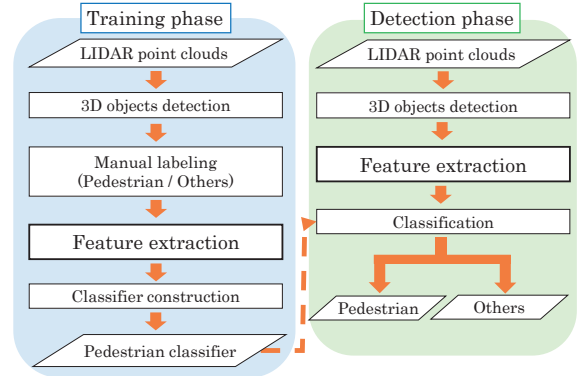 Training phase
LIDAR point clouds
3D objects detection
Manual labeling
(Pedestrian / Others)
Feature extraction
Classifier construction
Pedestrian classifier
Detection phase
LIDAR point clouds
3D objects detection
Feature extraction
Classification
Pedestrian
Others